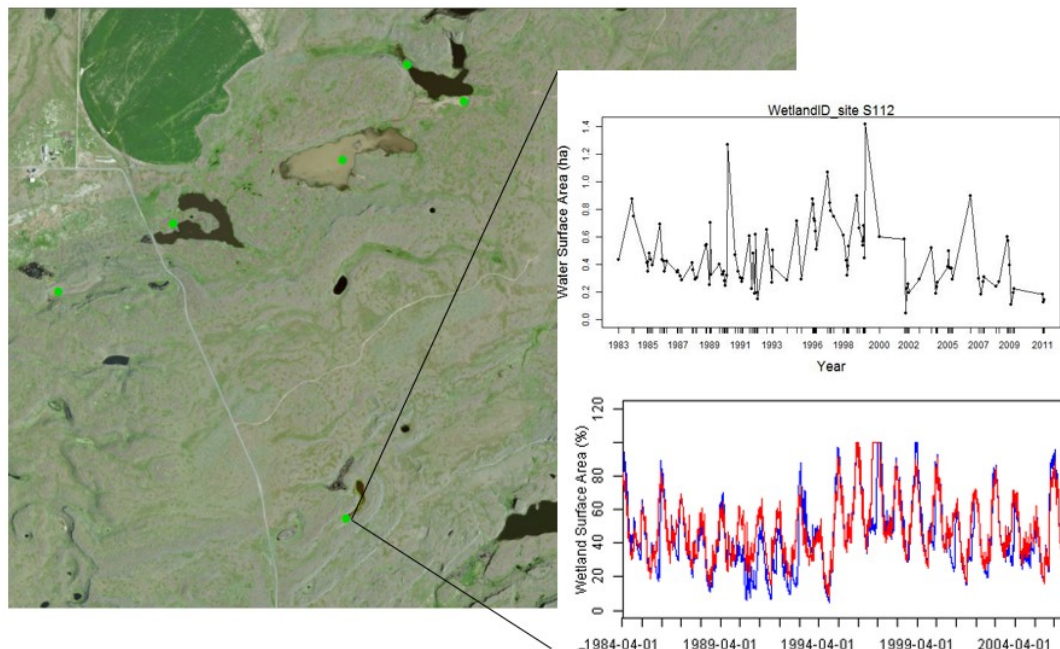 WetlandID_site S112
Water Surface Area (ha)
1.4
1.2
1.0
0.8
0.6
0.4
0.2
0.0
1983 1985 1987 1989 1991 1993 1996 1998 2000 2002 2005 2007 2009 2011
Year
Wetland Surface Area (%)
120
80
60
40
20
0
1984-04-01 1989-04-01 1994-04-01 1999-04-01 2004-04-01